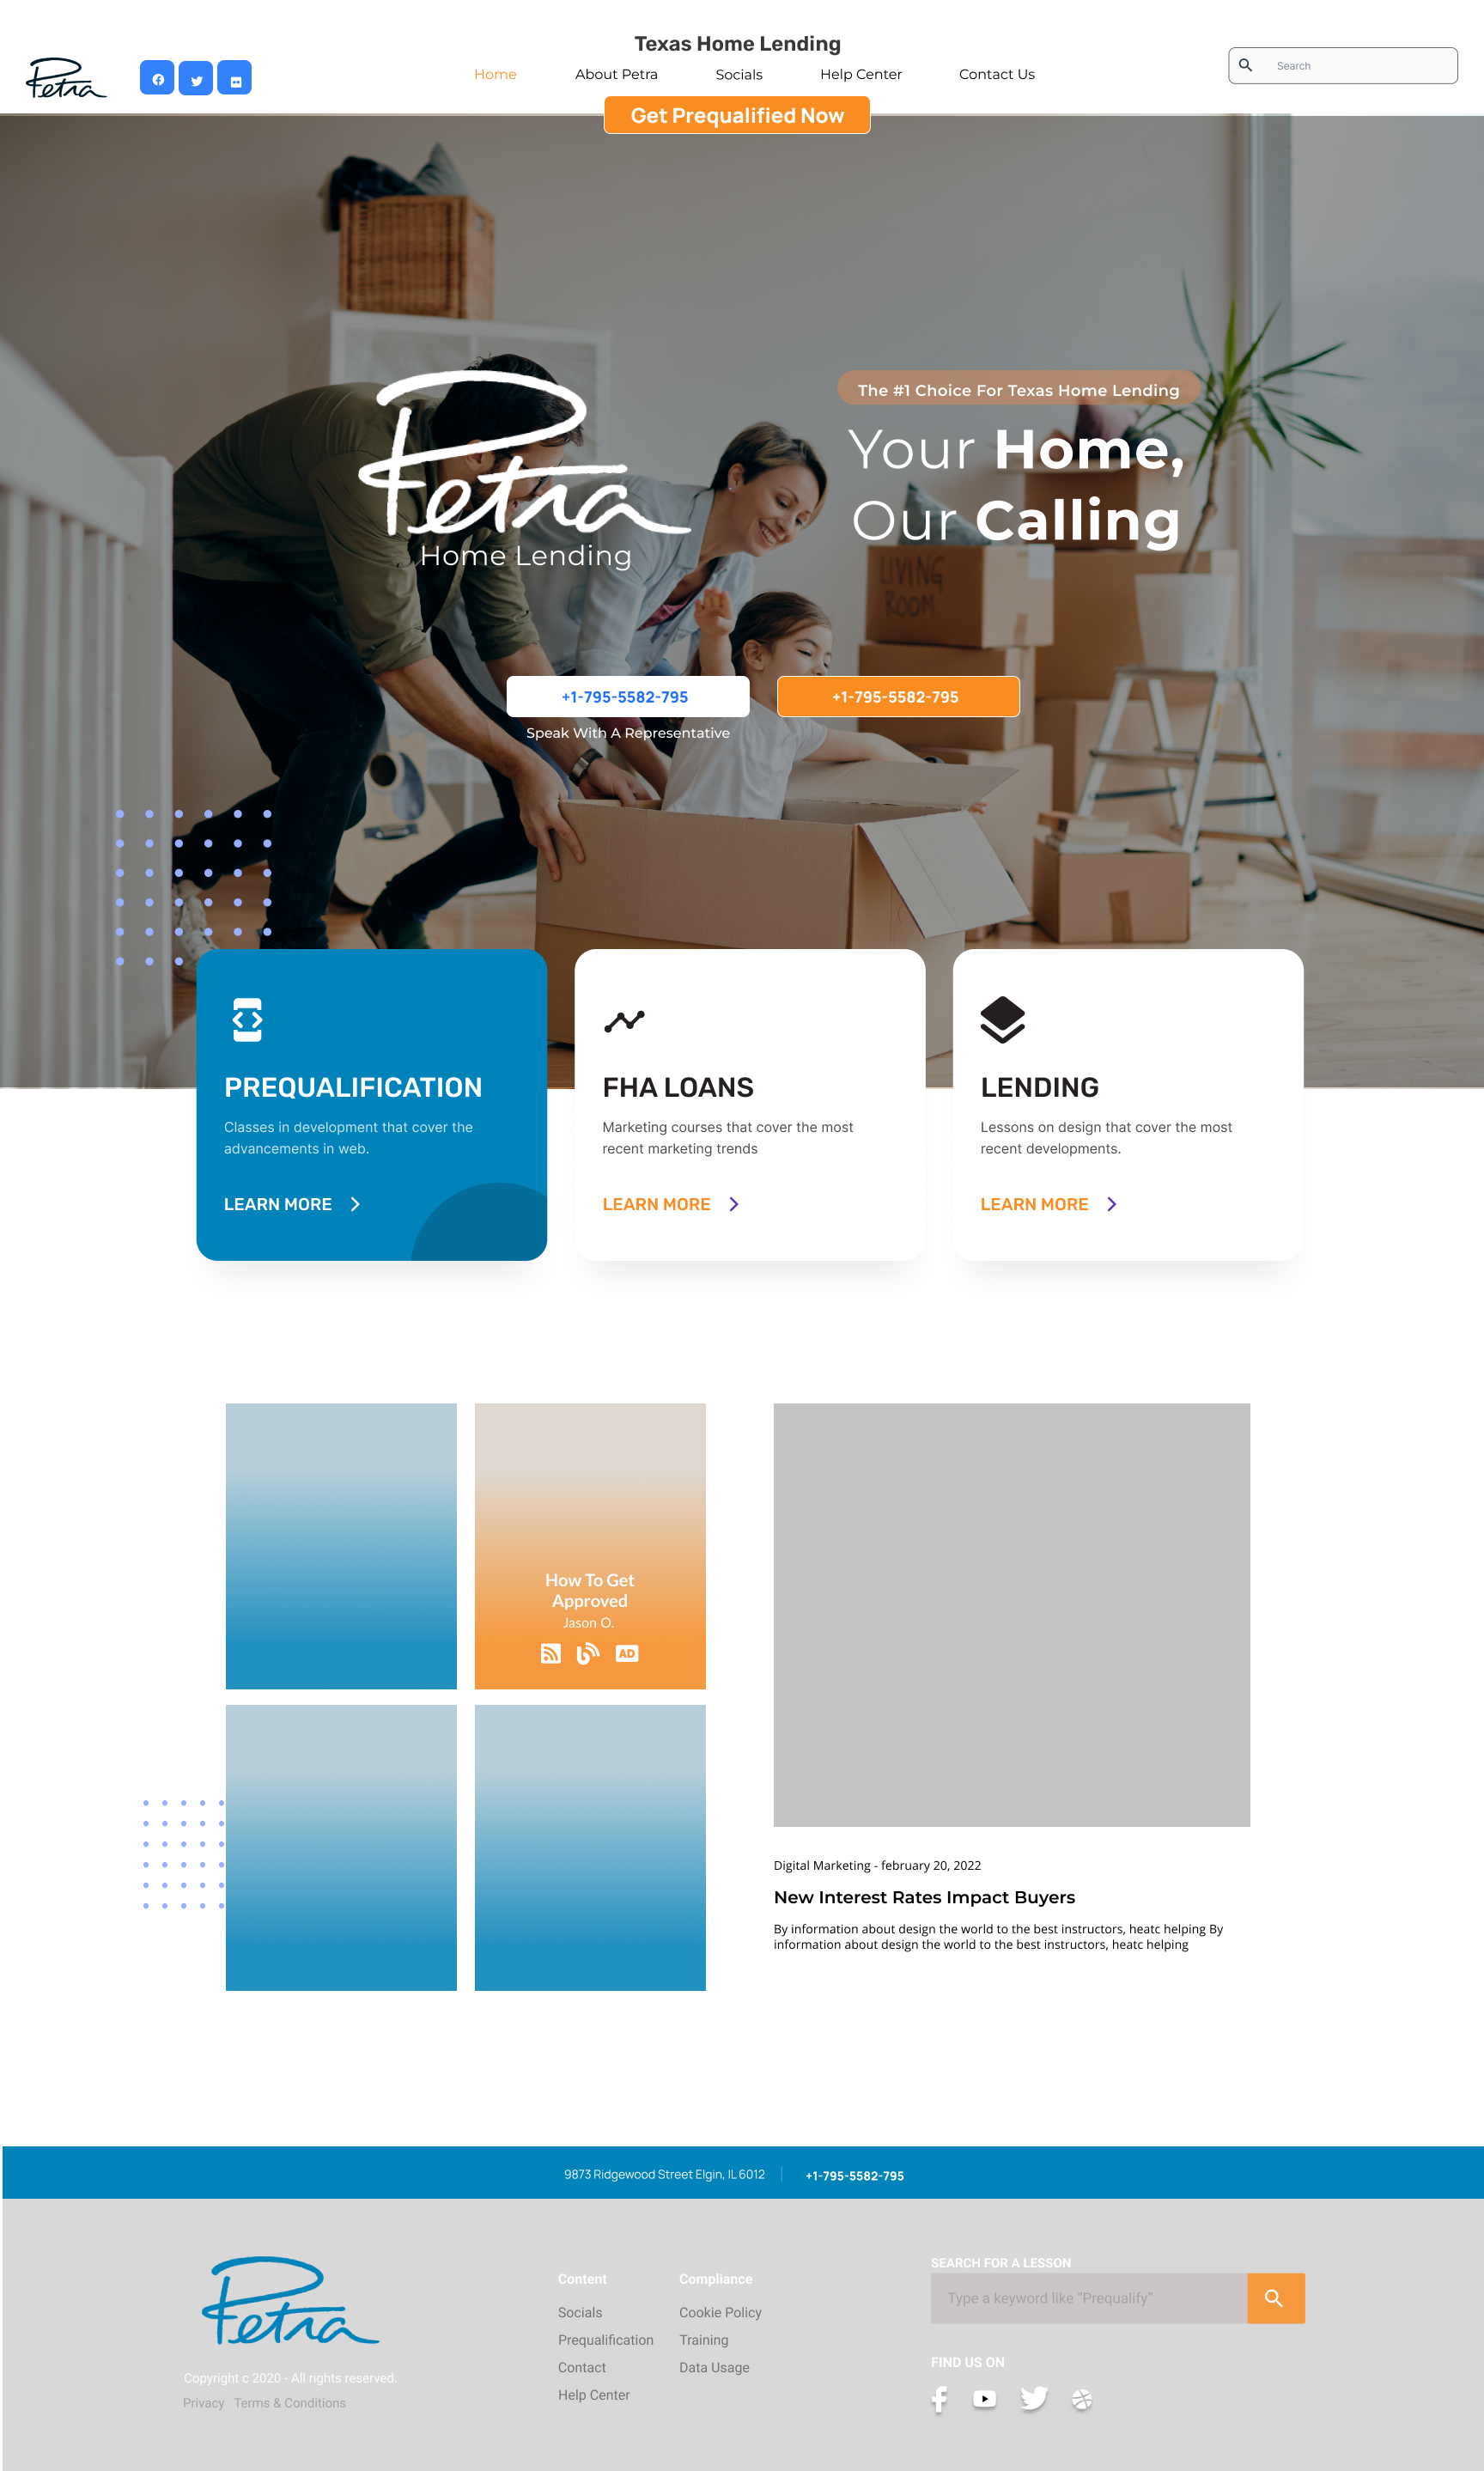 Petra
Texas Home Lending
Home
About Petra
Socials
Help Center
Contact Us
Search
Get Prequalified Now
Petra
Home Lending
The #1 Choice For Texas Home Lending
Your Home,
Our Calling
LIVING
ROOM
+1-795-5582-795
+1-795-5582-795
Speak With A Representative
PREQUALIFICATION
Classes in development that cover the
advancements in web.
LEARN MORE
FHA LOANS
Marketing courses that cover the most
recent marketing trends
LEARN MORE
LENDING
Lessons on design that cover the most
recent developments.
LEARN MORE
How To Get
Approved
Jason O.
AD
Digital Marketing - february 20, 2022
New Interest Rates Impact Buyers
By information about design the world to the best instructors, heatc helping By
information about design the world to the best instructors, heatc helping
9873 Ridgewood Street Elgin, IL 6012
+1-795-5582-795
Petra
Copyright c 2020 - All rights reserved.
Privacy Terms & Conditions
Content
Socials
Prequalification
Contact
Help Center
Compliance
Cookie Policy
Training
Data Usage
SEARCH FOR A LESSON
Type a keyword like “Prequalify”
FIND US ON